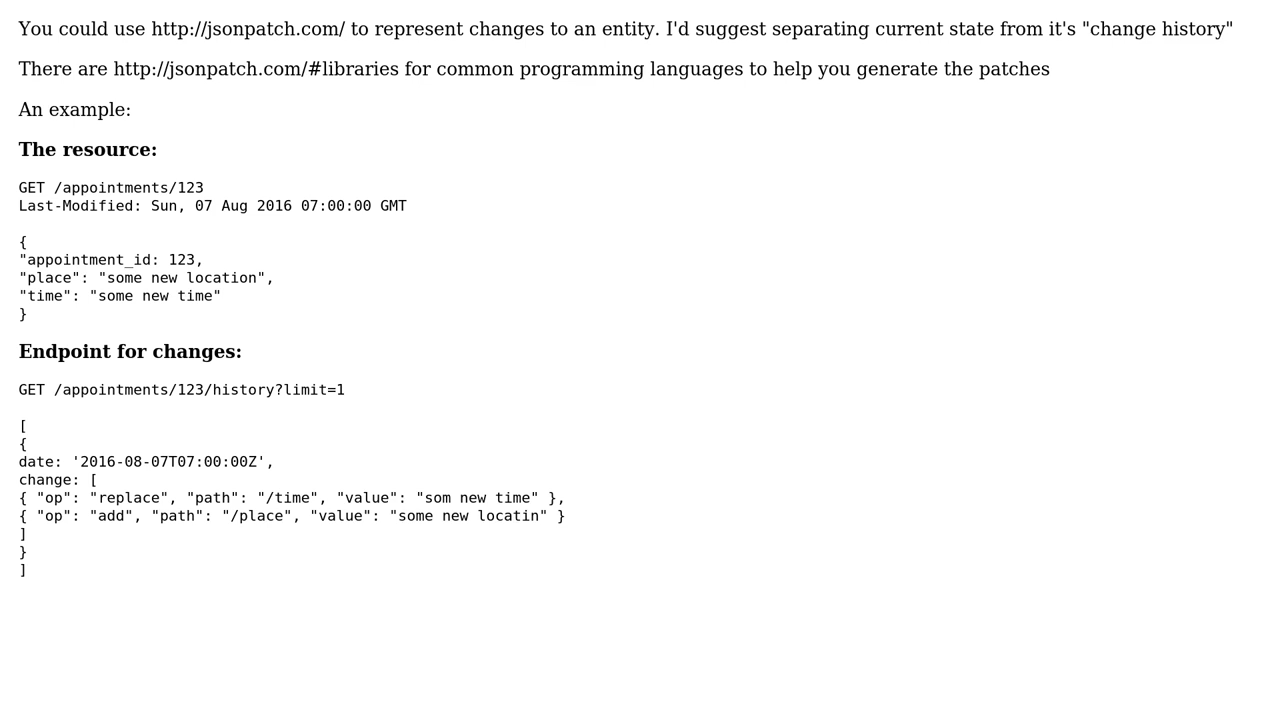 You could use http://jsonpatch.com/ to represent changes to an entity. I'd suggest separating current state from it's "change history"
There are http://jsonpatch.com/#libraries for common programming languages to help you generate the patches
An example:
The resource:
GET /appointments/123
Last-Modified: Sun, 07 Aug 2016 07:00:00 GMT
{
"appointment_id: 123,
"place": "some new location",
"time": "some new time"
}
Endpoint for changes:
GET /appointments/123/history?limit=1
[
{
date: '2016-08-07T07:00:00Z',
change: [
{ "op": "replace", "path": "/time", "value": "som new time" },
{ "op": "add", "path": "/place", "value": "some new locatin" }
]
}
]